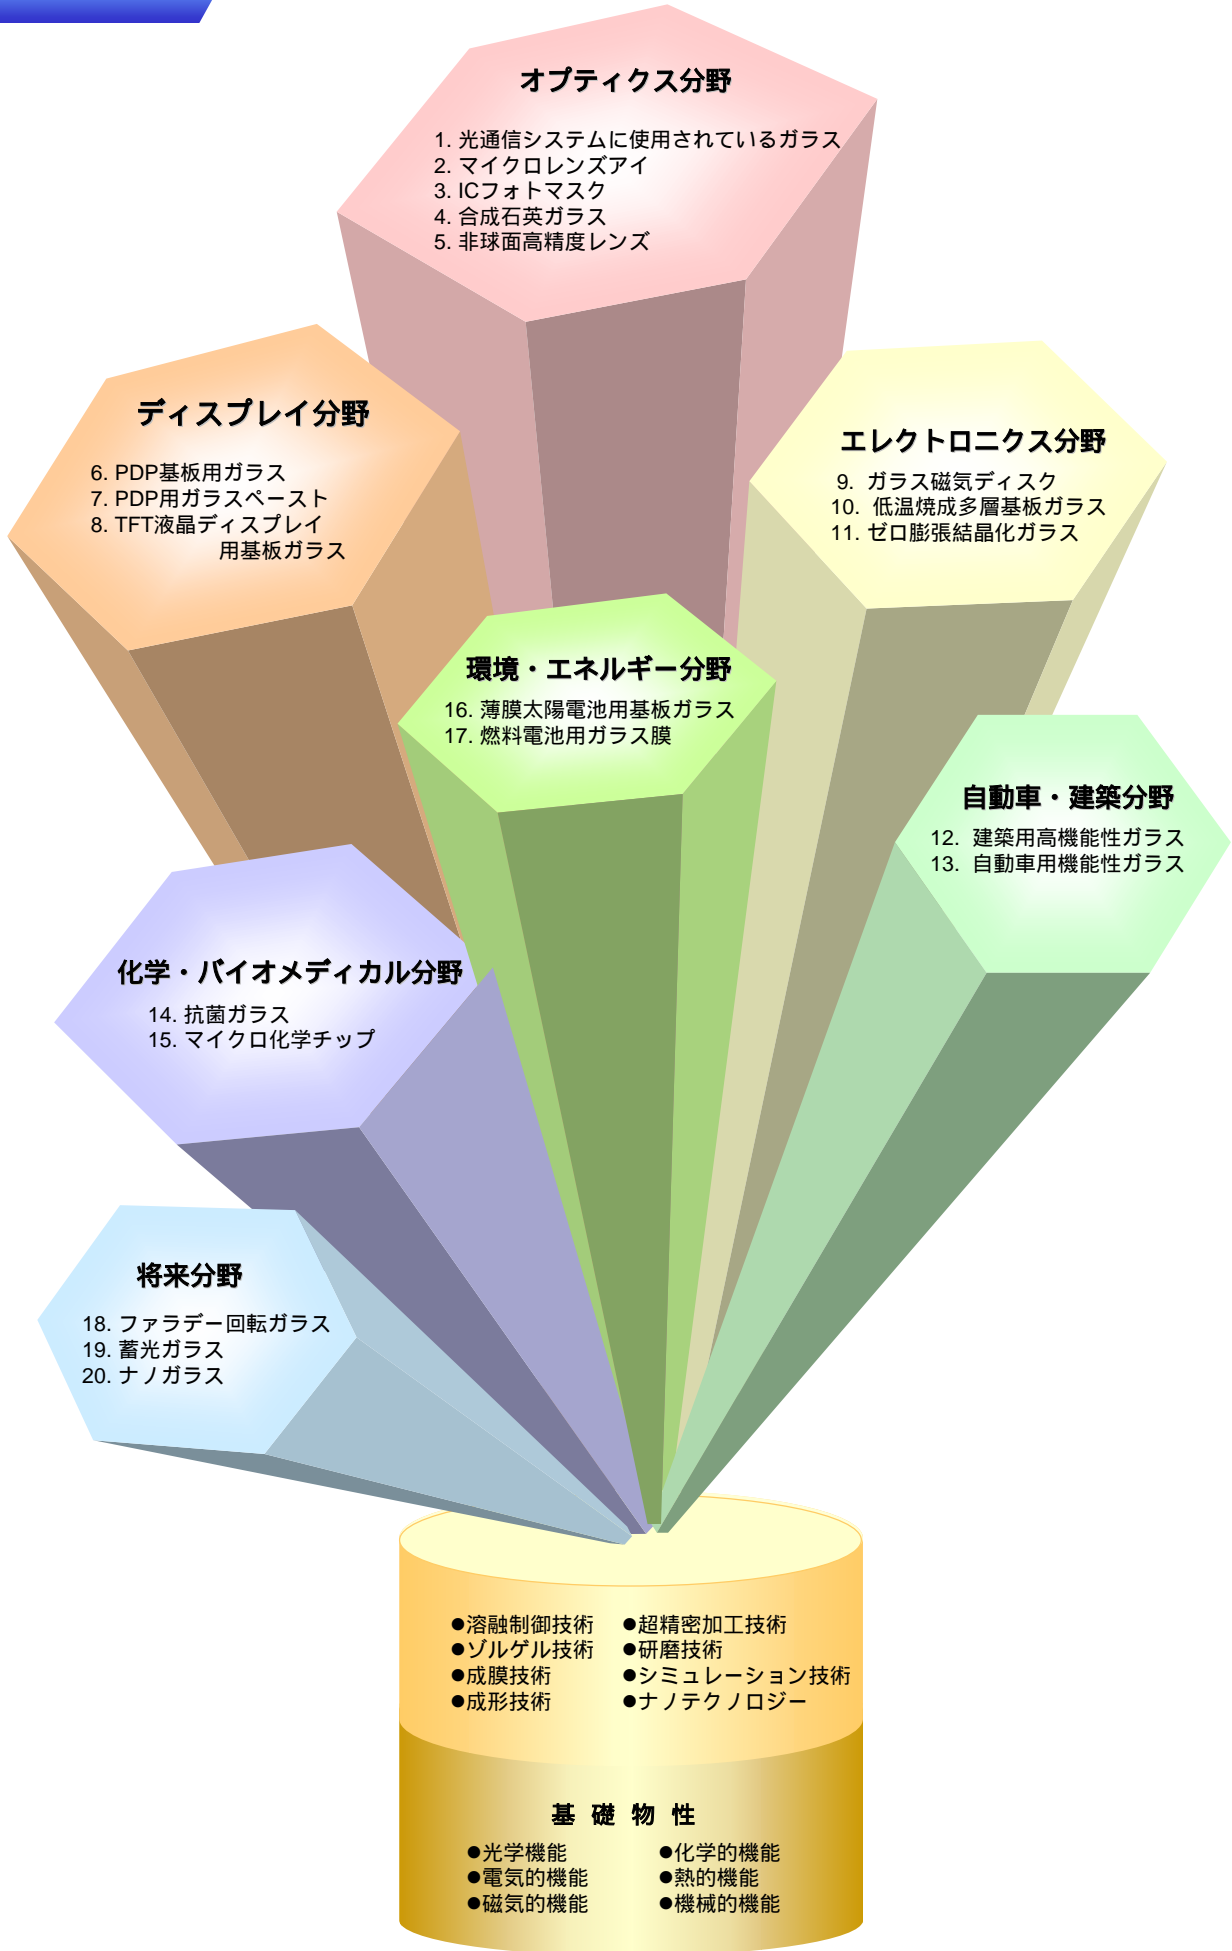 オプティクス分野
1. 光通信システムに使用されているガラス
2. マイクロレンズアイ
3. ICフォトマスク
4. 合成石英ガラス
5. 非球面高精度レンズ
ディスプレイ分野
6. PDP基板用ガラス
7. PDP用ガラスペースト
8. TFT液晶ディスプレイ
用基板ガラス
エレクトロニクス分野
9. ガラス磁気ディスク
10. 低温焼成多層基板ガラス
11. ゼロ膨張結晶化ガラス
環境・エネルギー分野
16. 薄膜太陽電池用基板ガラス
17. 燃料電池用ガラス膜
自動車・建築分野
12. 建築用高機能性ガラス
13. 自動車用機能性ガラス
化学・バイオメディカル分野
14. 抗菌ガラス
15. マイクロ化学チップ
将来分野
18. ファラデー回転ガラス
19. 蓄光ガラス
20. ナノガラス
●溶融制御技術 ●超精密加工技術
●ゾルゲル技術 ●研磨技術
●成膜技術 ●シミュレーション技術
●成形技術 ●ナノテクノロジー
基 礎 物 性
●光学機能 ●化学的機能
●電気的機能 ●熱的機能
●磁気的機能 ●機械的機能